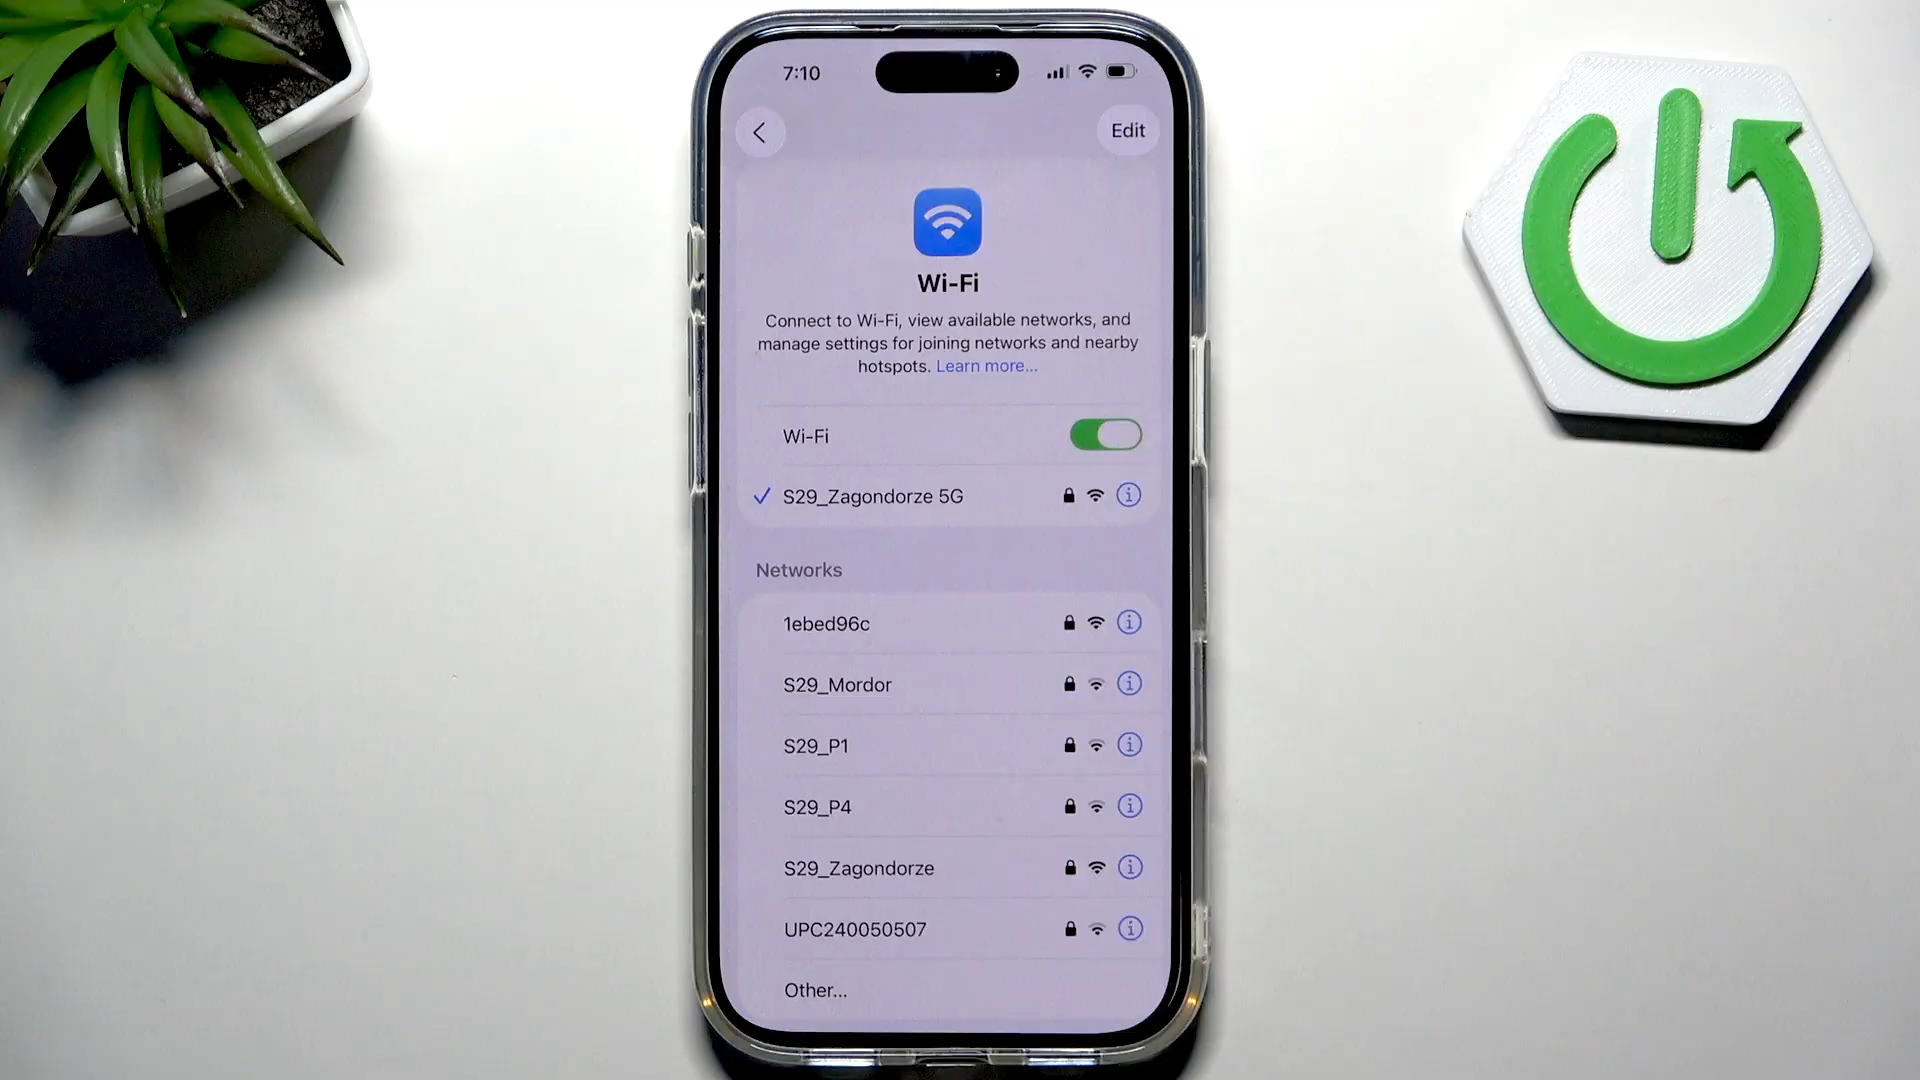 7:10
Edit
Wi-Fi
Connect to Wi-Fi, view available networks, and
manage settings for joining networks and nearby
hotspots. Learn more...
Wi-Fi
S29_Zagondorze 5G
Networks
1ebed96c
S29_Mordor
S29_P1
S29_P4
S29_Zagondorze
UPC240050507
Other...